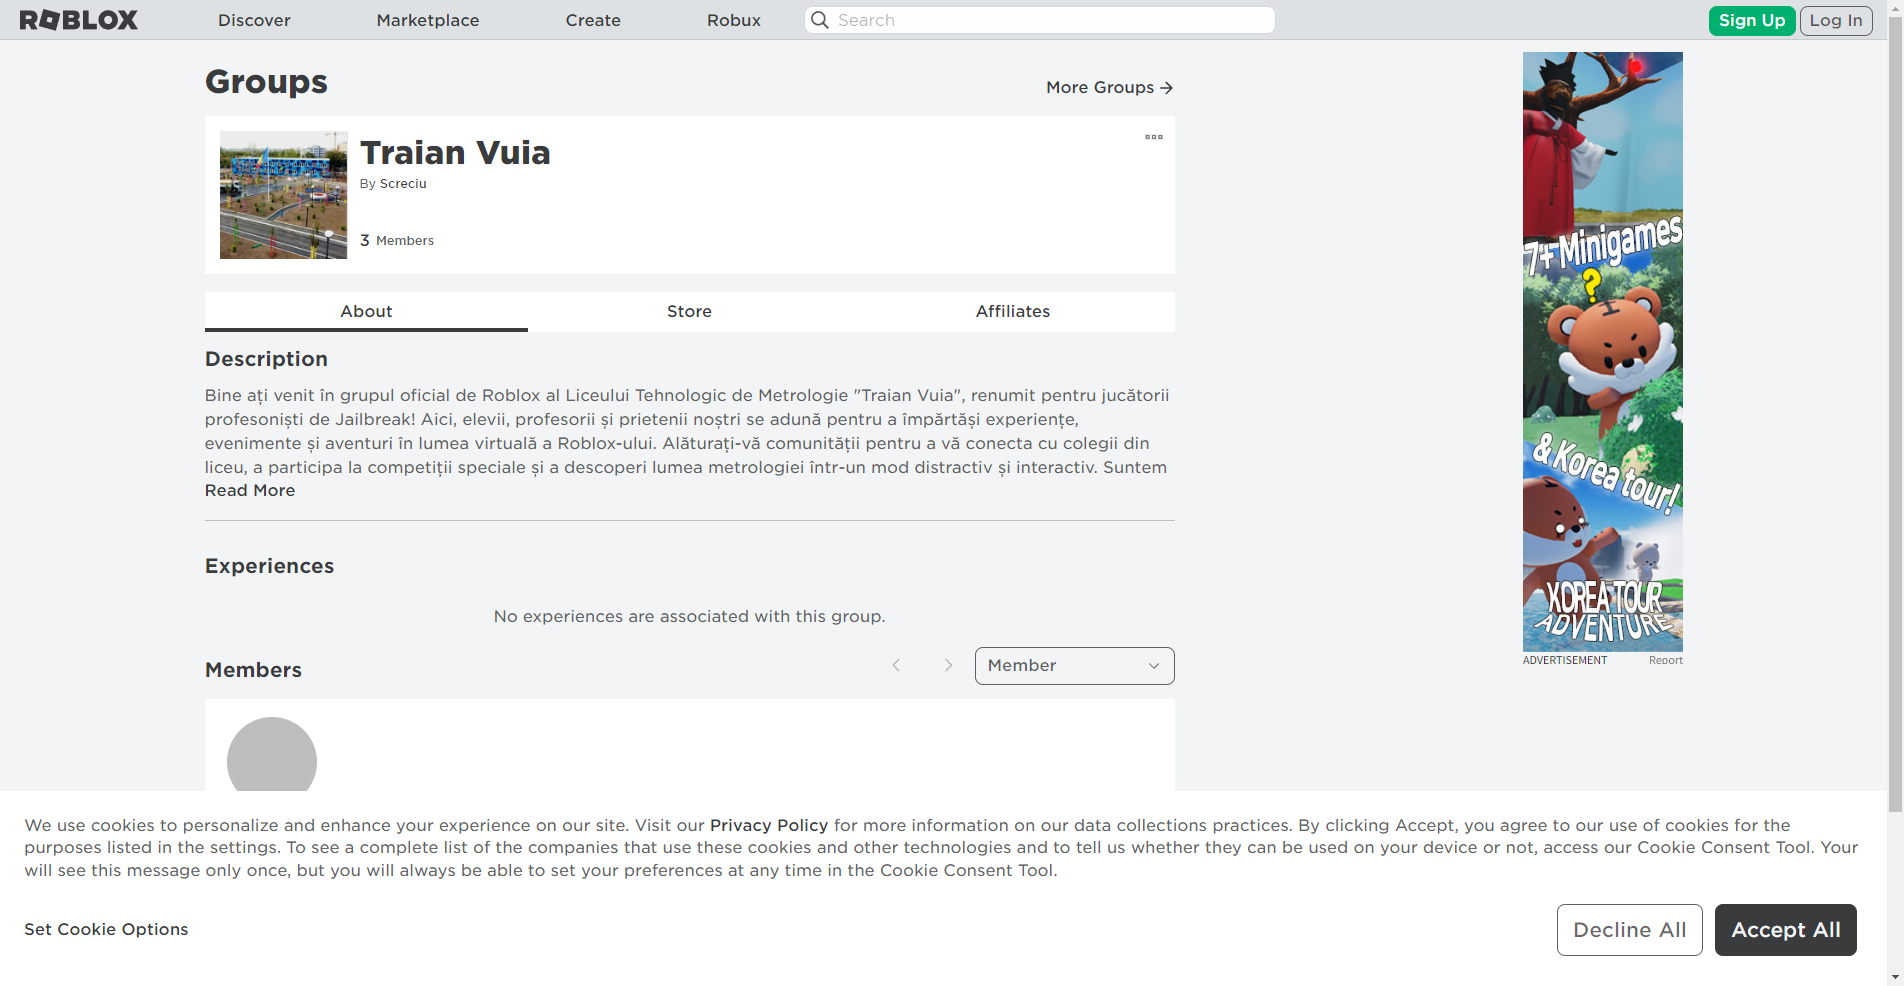 ROBLOX
Discover
Marketplace
Create
Robux
Search
Sign Up
Log In
Groups
More Groups
Traian Vuia
By Screciu
3 Members
About
Store
Affiliates
Description
Bine ați venit în grupul oficial de Roblox al Liceului Tehnologic de Metrologie "Traian Vuia", renumit pentru jucătorii
profesoniști de Jailbreak! Aici, elevii, profesorii și prietenii noștri se adună pentru a împărtăși experiențe,
evenimente și aventuri în lumea virtuală a Roblox-ului. Alăturați-vă comunității pentru a vă conecta cu colegii din
liceu, a participa la competiții speciale și a descoperi lumea metrologiei într-un mod distractiv și interactiv. Suntem
Read More
Experiences
No experiences are associated with this group.
Members
Member
7+ Minigames
?
& Korea tour!
KOREA TOUR
ADVENTURE
ADVERTISEMENT
Report
We use cookies to personalize and enhance your experience on our site. Visit our Privacy Policy for more information on our data collections practices. By clicking Accept, you agree to our use of cookies for the
purposes listed in the settings. To see a complete list of the companies that use these cookies and other technologies and to tell us whether they can be used on your device or not, access our Cookie Consent Tool. Your
will see this message only once, but you will always be able to set your preferences at any time in the Cookie Consent Tool.
Set Cookie Options
Decline All
Accept All